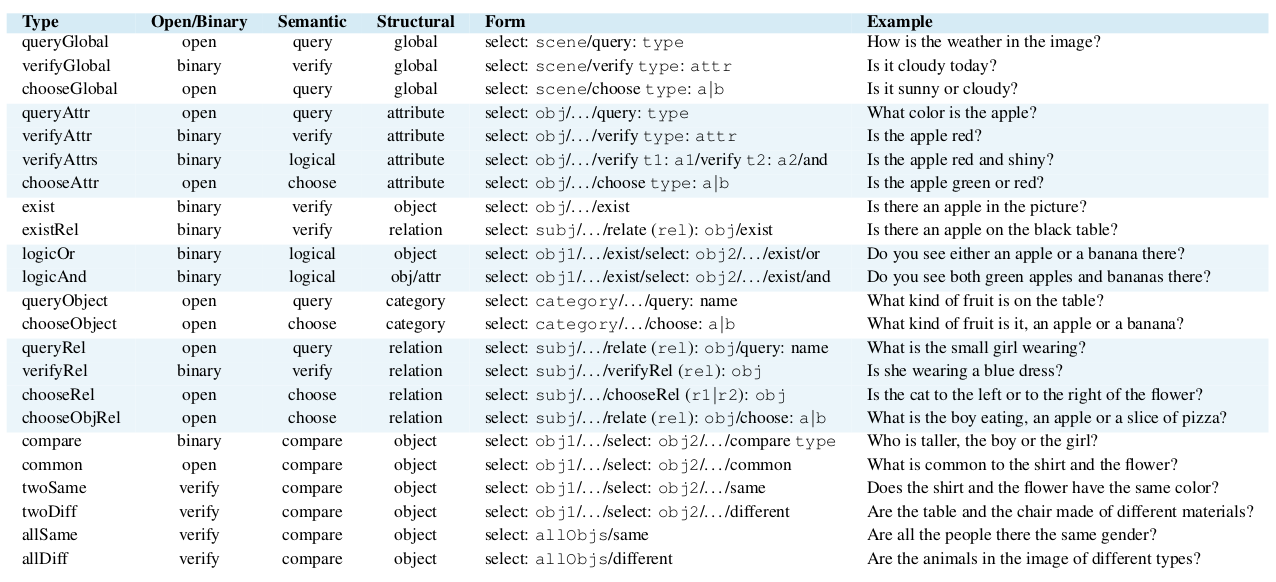 Type Open/Binary Semantic Structural Form Example
queryGlobal open query global select: scene/query: type How is the weather in the image?
verifyGlobal binary verify global select: scene/verify type: attr Is it cloudy today?
chooseGlobal open query global select: scene/choose type: a|b Is it sunny or cloudy?
queryAttr open query attribute select: obj/…/query: type What color is the apple?
verifyAttr binary verify attribute select: obj/…/verify type: attr Is the apple red?
verifyAttrs binary logical attribute select: obj/…/verify t1: a1/verify t2: a2/and Is the apple red and shiny?
chooseAttr open choose attribute select: obj/…/choose type: a|b Is the apple green or red?
exist binary verify object select: obj/…/exist Is there an apple in the picture?
existRel binary verify relation select: subj/…/relate (rel): obj/exist Is there an apple on the black table?
logicOr binary logical object select: obj1/…/exist/select: obj2/…/exist/or Do you see either an apple or a banana there?
logicAnd binary logical obj/attr select: obj1/…/exist/select: obj2/…/exist/and Do you see both green apples and bananas there?
queryObject open query category select: category/…/query: name What kind of fruit is on the table?
chooseObject open choose category select: category/…/choose: a|b What kind of fruit is it, an apple or a banana?
queryRel open query relation select: subj/…/relate (rel): obj/query: name What is the small girl wearing?
verifyRel binary verify relation select: subj/…/verifyRel (rel): obj Is she wearing a blue dress?
chooseRel open choose relation select: subj/…/chooseRel (r1|r2): obj Is the cat to the left or to the right of the flower?
chooseObjRel open choose relation select: subj/…/relate (rel): obj/choose: a|b What is the boy eating, an apple or a slice of pizza?
compare binary compare object select: obj1/…/select: obj2/…/compare type Who is taller, the boy or the girl?
common open compare object select: obj1/…/select: obj2/…/common What is common to the shirt and the flower?
twoSame verify compare object select: obj1/…/select: obj2/…/same Does the shirt and the flower have the same color?
twoDiff verify compare object select: obj1/…/select: obj2/…/different Are the table and the chair made of different materials?
allSame verify compare object select: allObjs/same Are all the people there the same gender?
allDiff verify compare object select: allObjs/different Are the animals in the image of different types?